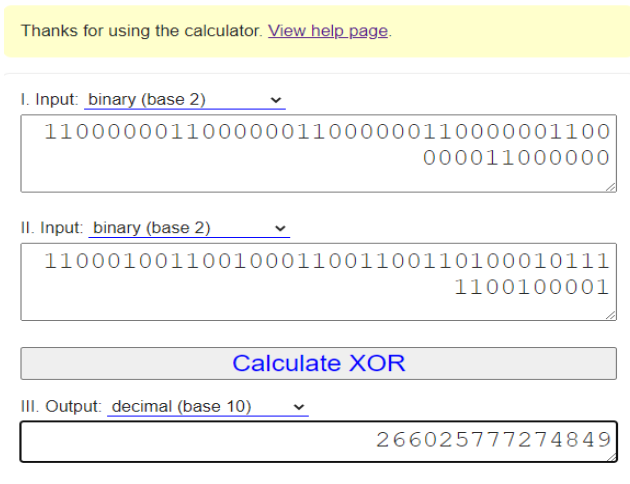 Thanks for using the calculator. View help page.
I. Input: binary (base 2)
110000001100000011000000110000001100
000011000000
II. Input: binary (base 2)
110001001100100011001100110100010111
1100100001
Calculate XOR
III. Output: decimal (base 10)
266025777274849